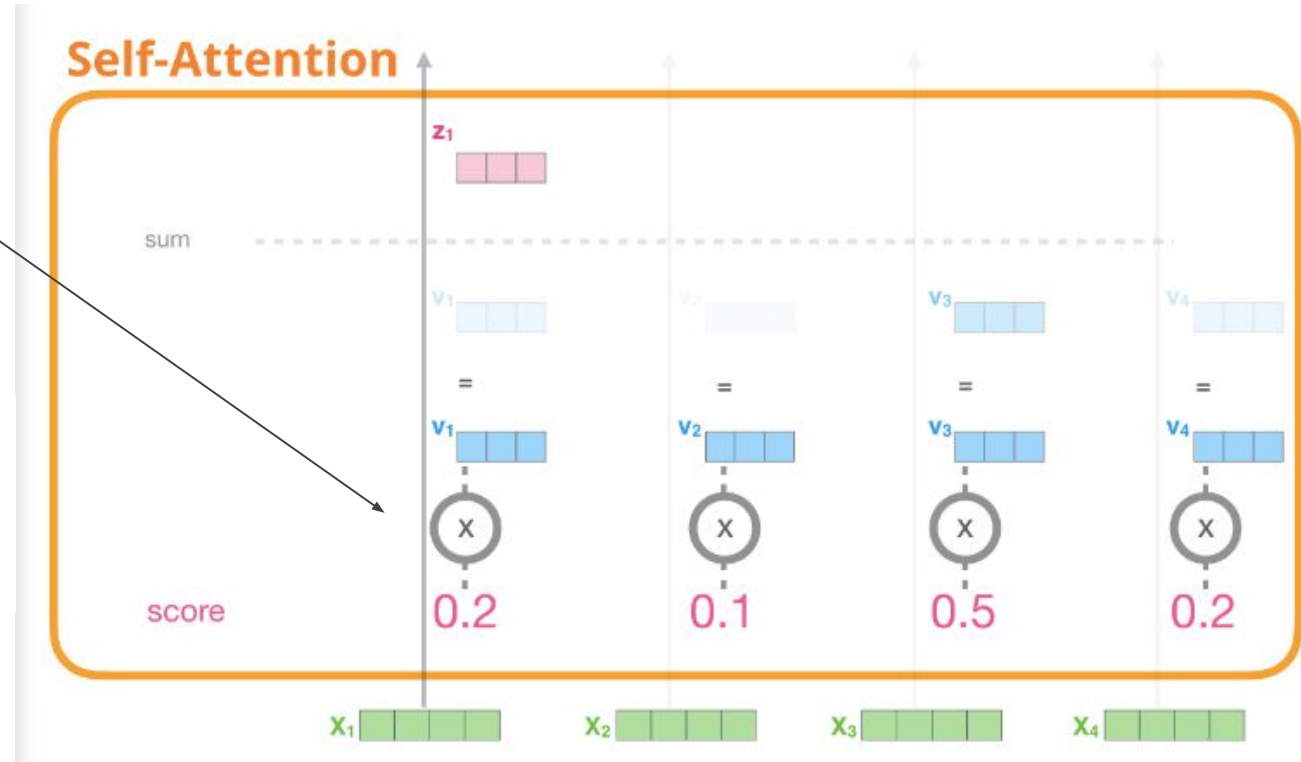 Self-Attention
z1
sum
v1 v2 v3 v4
= = = =
v1 v2 v3 v4
X X X X
score 0.2 0.1 0.5 0.2
X1 X2 X3 X4